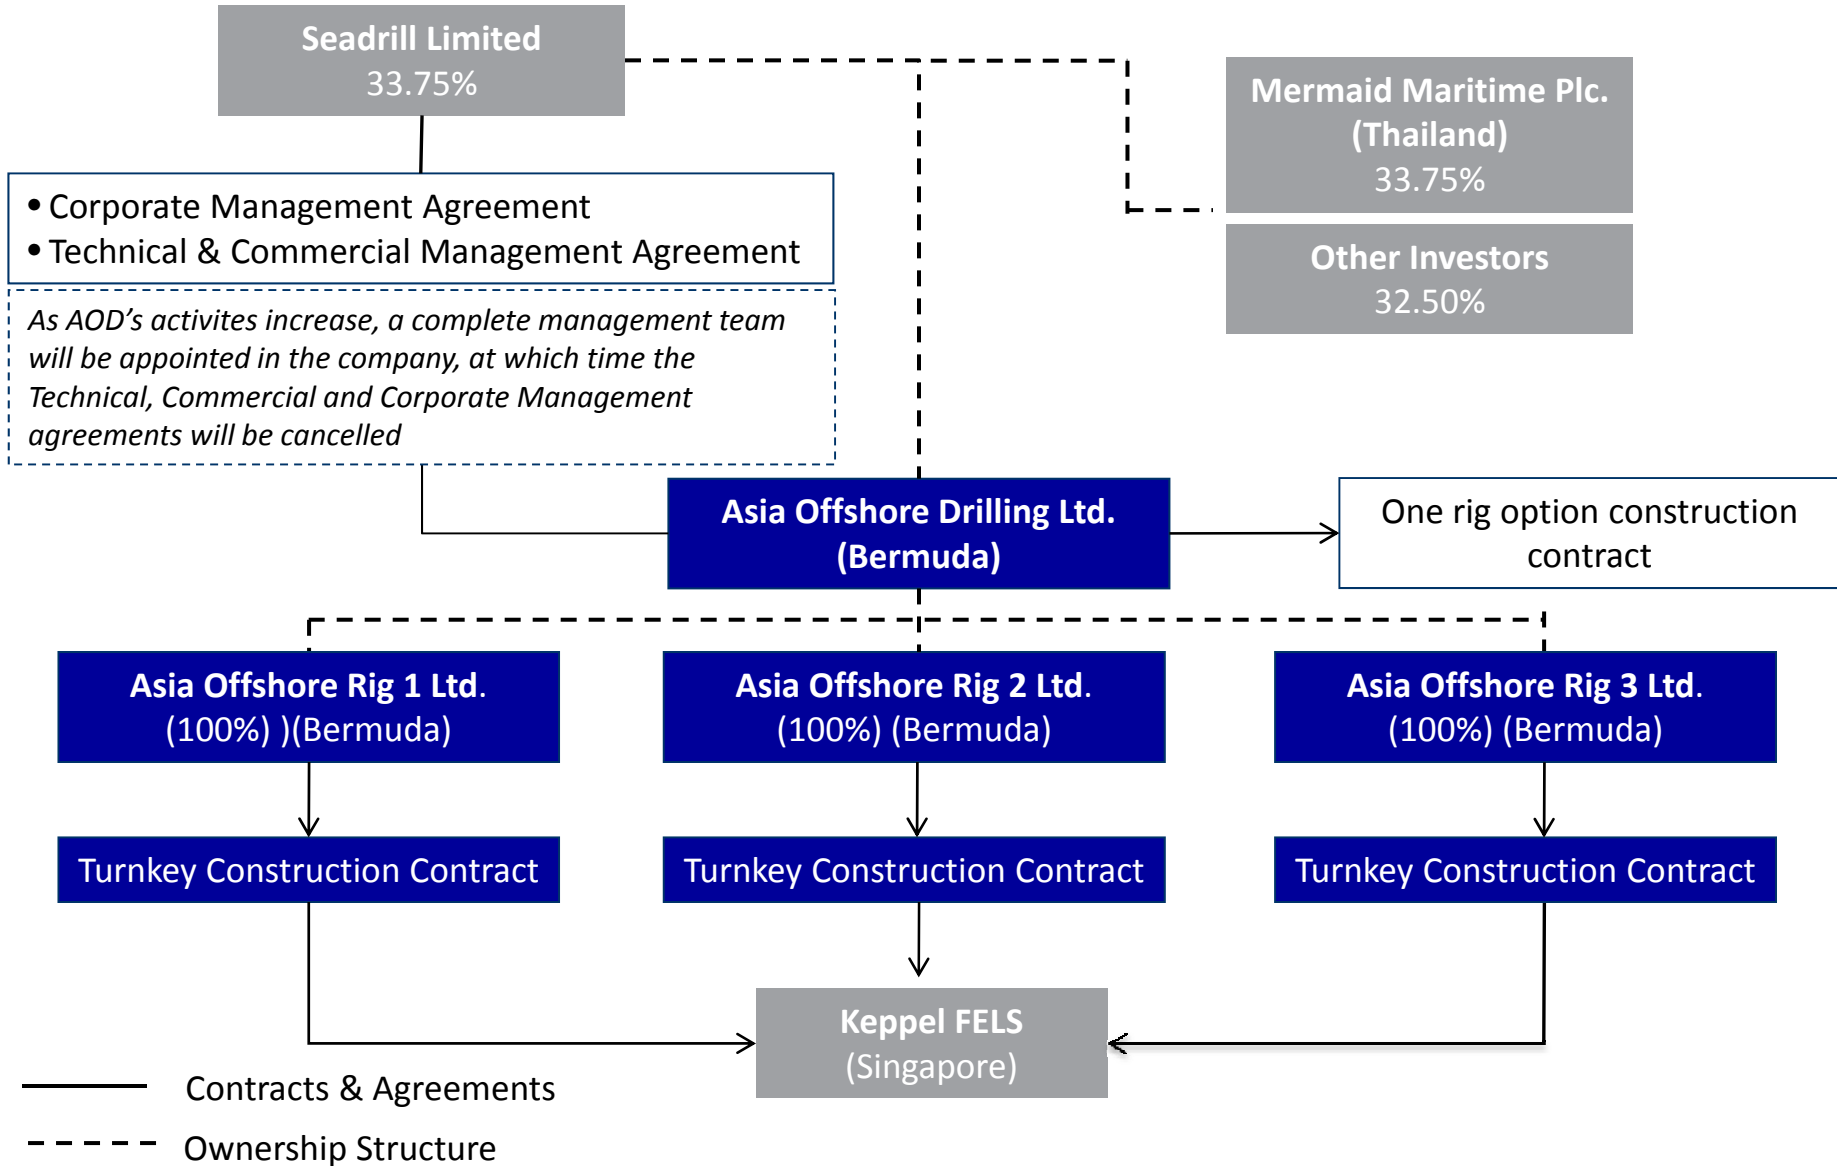 Seadrill Limited
33.75%
Mermaid Maritime Plc.
(Thailand)
33.75%
Other Investors
32.50%
• Corporate Management Agreement
• Technical & Commercial Management Agreement
As AOD’s activites increase, a complete management team
will be appointed in the company, at which time the
Technical, Commercial and Corporate Management
agreements will be cancelled
Asia Offshore Drilling Ltd.
(Bermuda)
One rig option construction
contract
Asia Offshore Rig 1 Ltd.
(100%) )(Bermuda)
Asia Offshore Rig 2 Ltd.
(100%) (Bermuda)
Asia Offshore Rig 3 Ltd.
(100%) (Bermuda)
Turnkey Construction Contract
Turnkey Construction Contract
Turnkey Construction Contract
Keppel FELS
(Singapore)
Contracts & Agreements
Ownership Structure